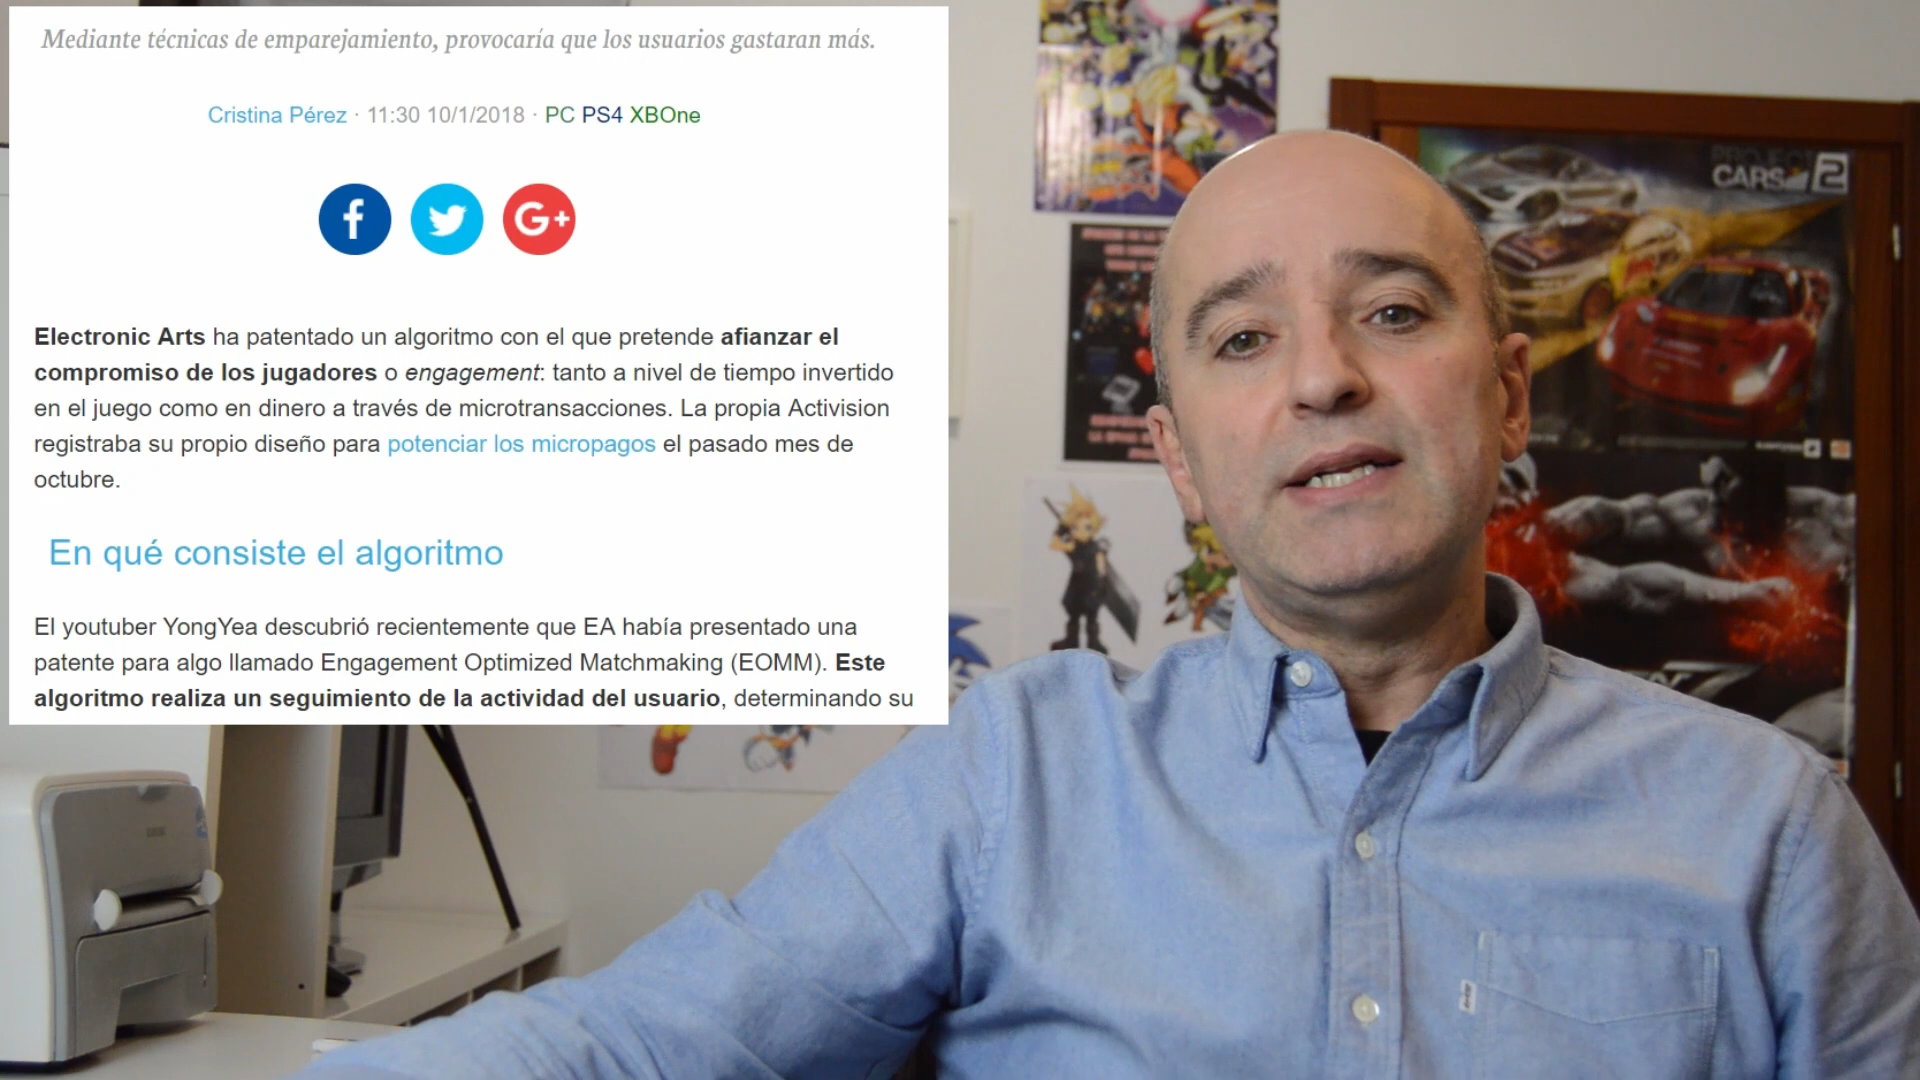 Mediante técnicas de emparejamiento, provocaría que los usuarios gastaran más.
Cristina Pérez · 11:30 10/1/2018 · PC PS4 XBOne
f
G+
Electronic Arts ha patentado un algoritmo con el que pretende afianzar el
compromiso de los jugadores o engagement: tanto a nivel de tiempo invertido
en el juego como en dinero a través de microtransacciones. La propia Activision
registraba su propio diseño para potenciar los micropagos el pasado mes de
octubre.
En qué consiste el algoritmo
El youtuber YongYea descubrió recientemente que EA había presentado una
patente para algo llamado Engagement Optimized Matchmaking (EOMM). Este
algoritmo realiza un seguimiento de la actividad del usuario, determinando su
PROJECT
CARS 2